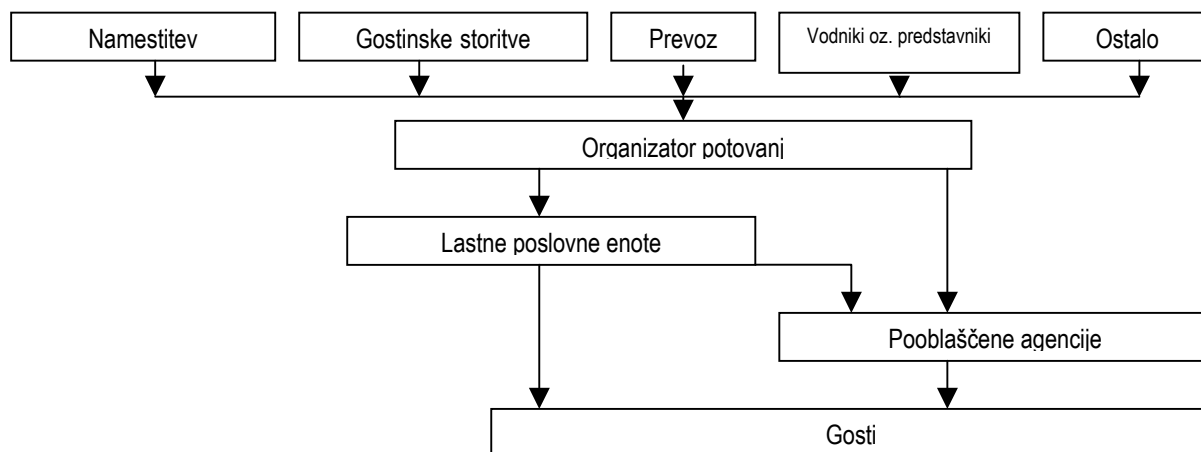 Namestitev
Gostinske storitve
Prevoz
Vodniki oz. predstavniki
Ostalo
Organizator potovanj
Lastne poslovne enote
Pooblaščene agencije
Gosti